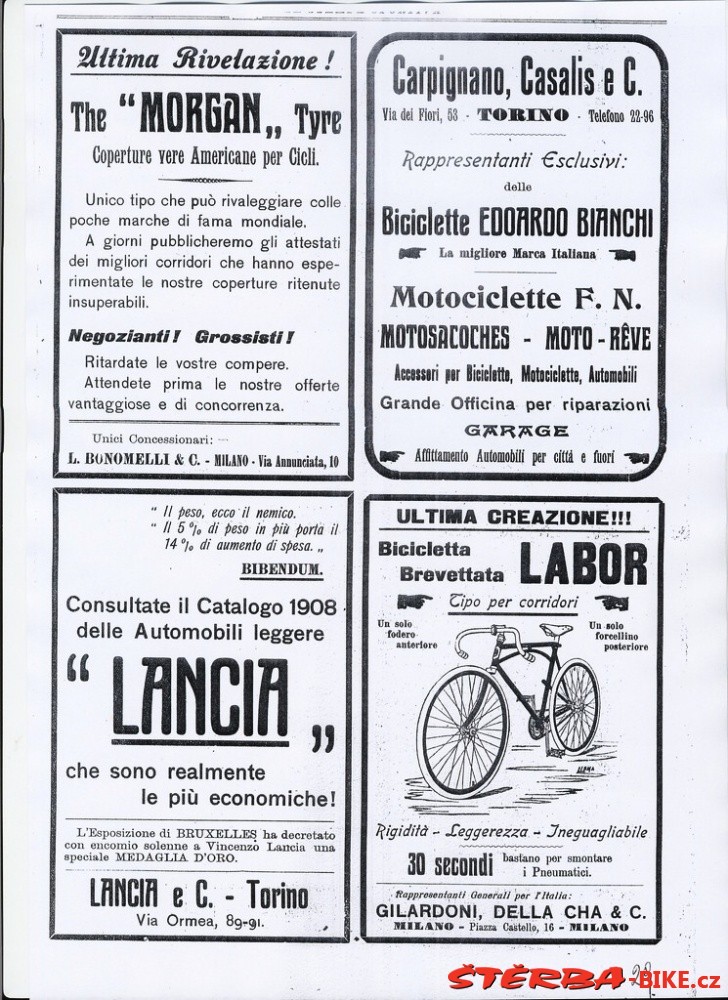 Ultima Rivelazione !
The “MORGAN„ Tyre
Coperture vere Americane per Cicli.
Unico tipo che può rivaleggiare colle
poche marche di fama mondiale.
A giorni pubblicheremo gli attestati
dei migliori corridori che hanno espe-
rimentate le nostre coperture ritenute
insuperabili.
Negozianti! Grossisti!
Ritardate le vostre compere.
Attendete prima le nostre offerte
vantaggiose e di concorrenza.
Unici Concessionari:
L. BONOMELLI & C. - MILANO - Via Annunciata, 10
Carpignano, Casalis e C.
Via dei Fiori, 53 - TORINO - Telefono 22-96
Rappresentanti Esclusivi:
delle
Biciclette EDOARDO BIANCHI
La migliore Marca Italiana
Motociclette F. N.
MOTOSACOCHES - MOTO-RÊVE
Accessori per Biciclette, Motociclette, Automobili
Grande Officina per riparazioni
GARAGE
Affittamento Automobili per città e fuori
“ Il peso, ecco il nemico.
“ Il 5 % di peso in più porta il
14 % di aumento di spesa. „
BIBENDUM.
Consultate il Catalogo 1908
delle Automobili leggere
“ LANCIA „
che sono realmente
le più economiche!
L'Esposizione di BRUXELLES ha decretato
con encomio solenne a Vincenzo Lancia una
speciale MEDAGLIA D'ORO.
LANCIA e C. - Torino
Via Ormea, 89-91.
ULTIMA CREAZIONE!!!
Bicicletta
Brevettata LABOR
Tipo per corridori
Un solo
fodero
anteriore
Un solo
forcellino
posteriore
Rigidità - Leggerezza - Ineguagliabile
30 secondi bastano per smontare
i Pneumatici.
Rappresentanti Generali per l'Italia:
GILARDONI, DELLA CHA & C.
MILANO - Piazza Castello, 16 - MILANO
ŠTĚRBA-BIKE.cz